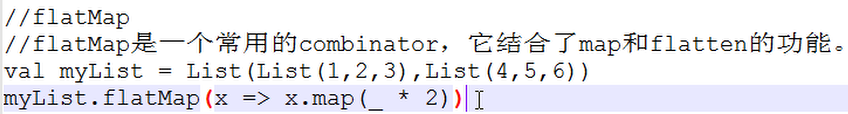 //flatMap
//flatMap是一个常用的combinator，它结合了map和flatten的功能。
val myList = List(List(1,2,3),List(4,5,6))
myList.flatMap(x => x.map(_ * 2))